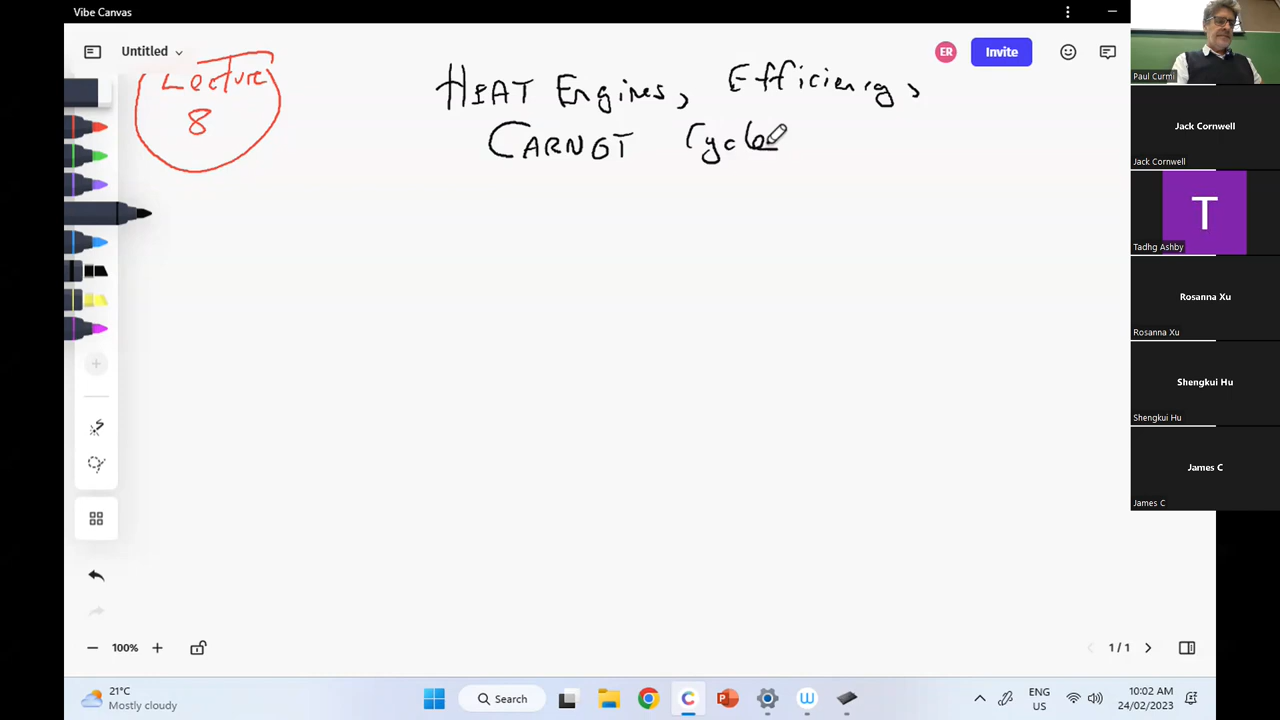 Vibe Canvas
Untitled
ER
Invite
Lecture
8
HEAT Engines, Efficiency,
CARNOT Cycle
Paul Curmi
Jack Cornwell
Jack Cornwell
T
Tadhg Ashby
Rosanna Xu
Rosanna Xu
Shengkui Hu
Shengkui Hu
James C
James C
100%
1/1
21°C
Mostly cloudy
Search
ENG
US
10:02 AM
24/02/2023